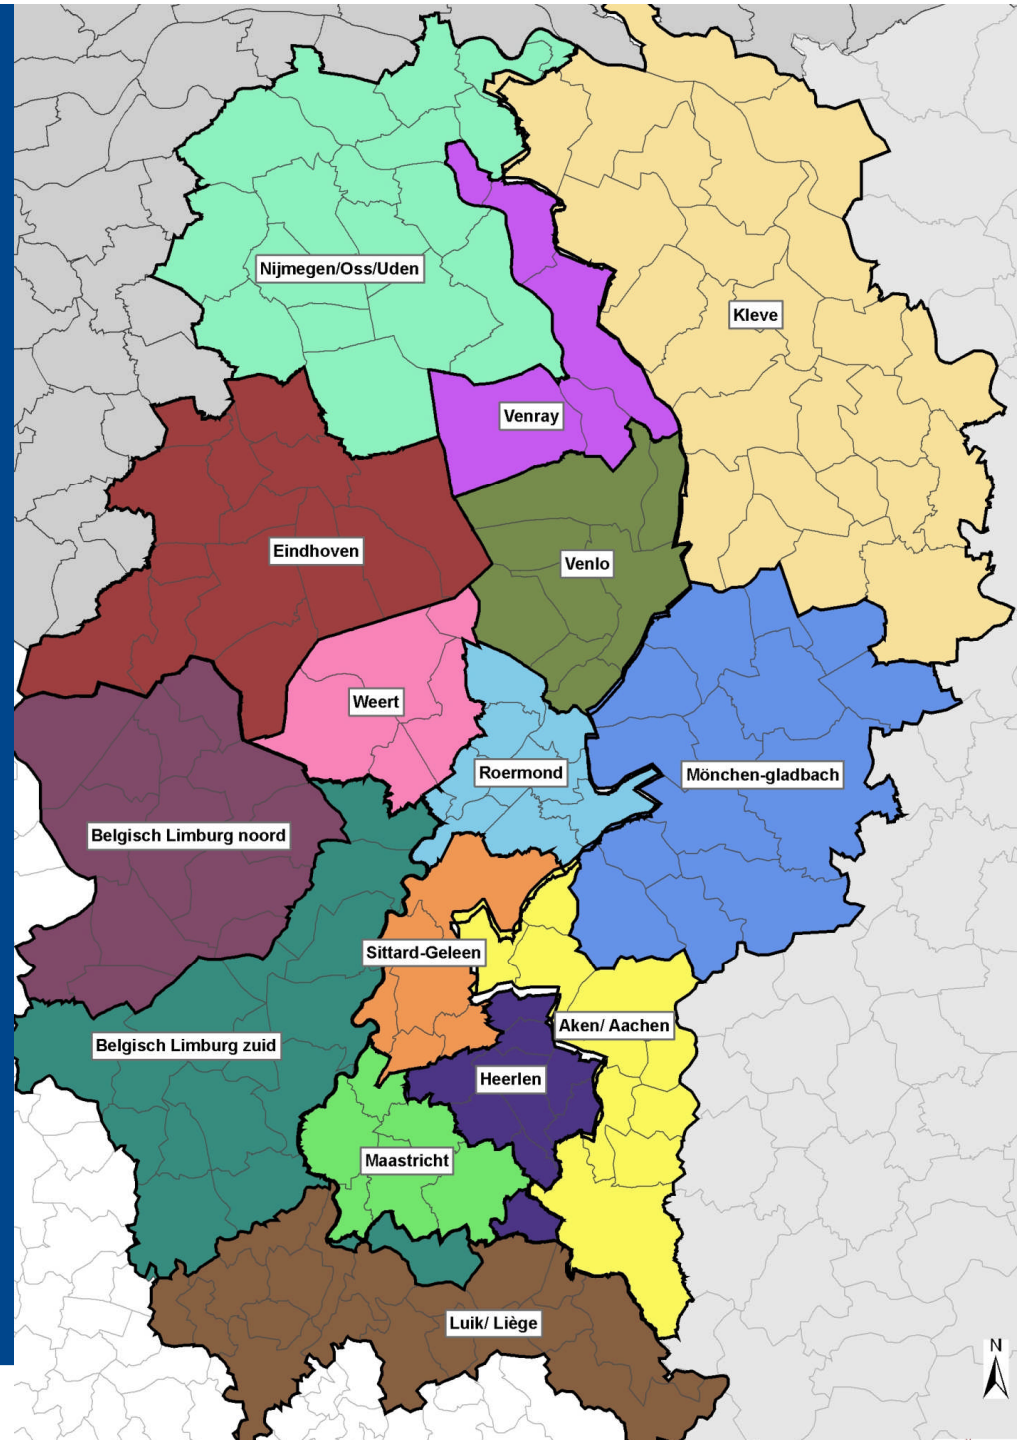 Nijmegen/Oss/Uden
Kleve
Venray
Eindhoven
Venlo
Weert
Roermond
Mönchen-gladbach
Belgisch Limburg noord
Sittard-Geleen
Aken/ Aachen
Belgisch Limburg zuid
Heerlen
Maastricht
Luik/ Liège
N